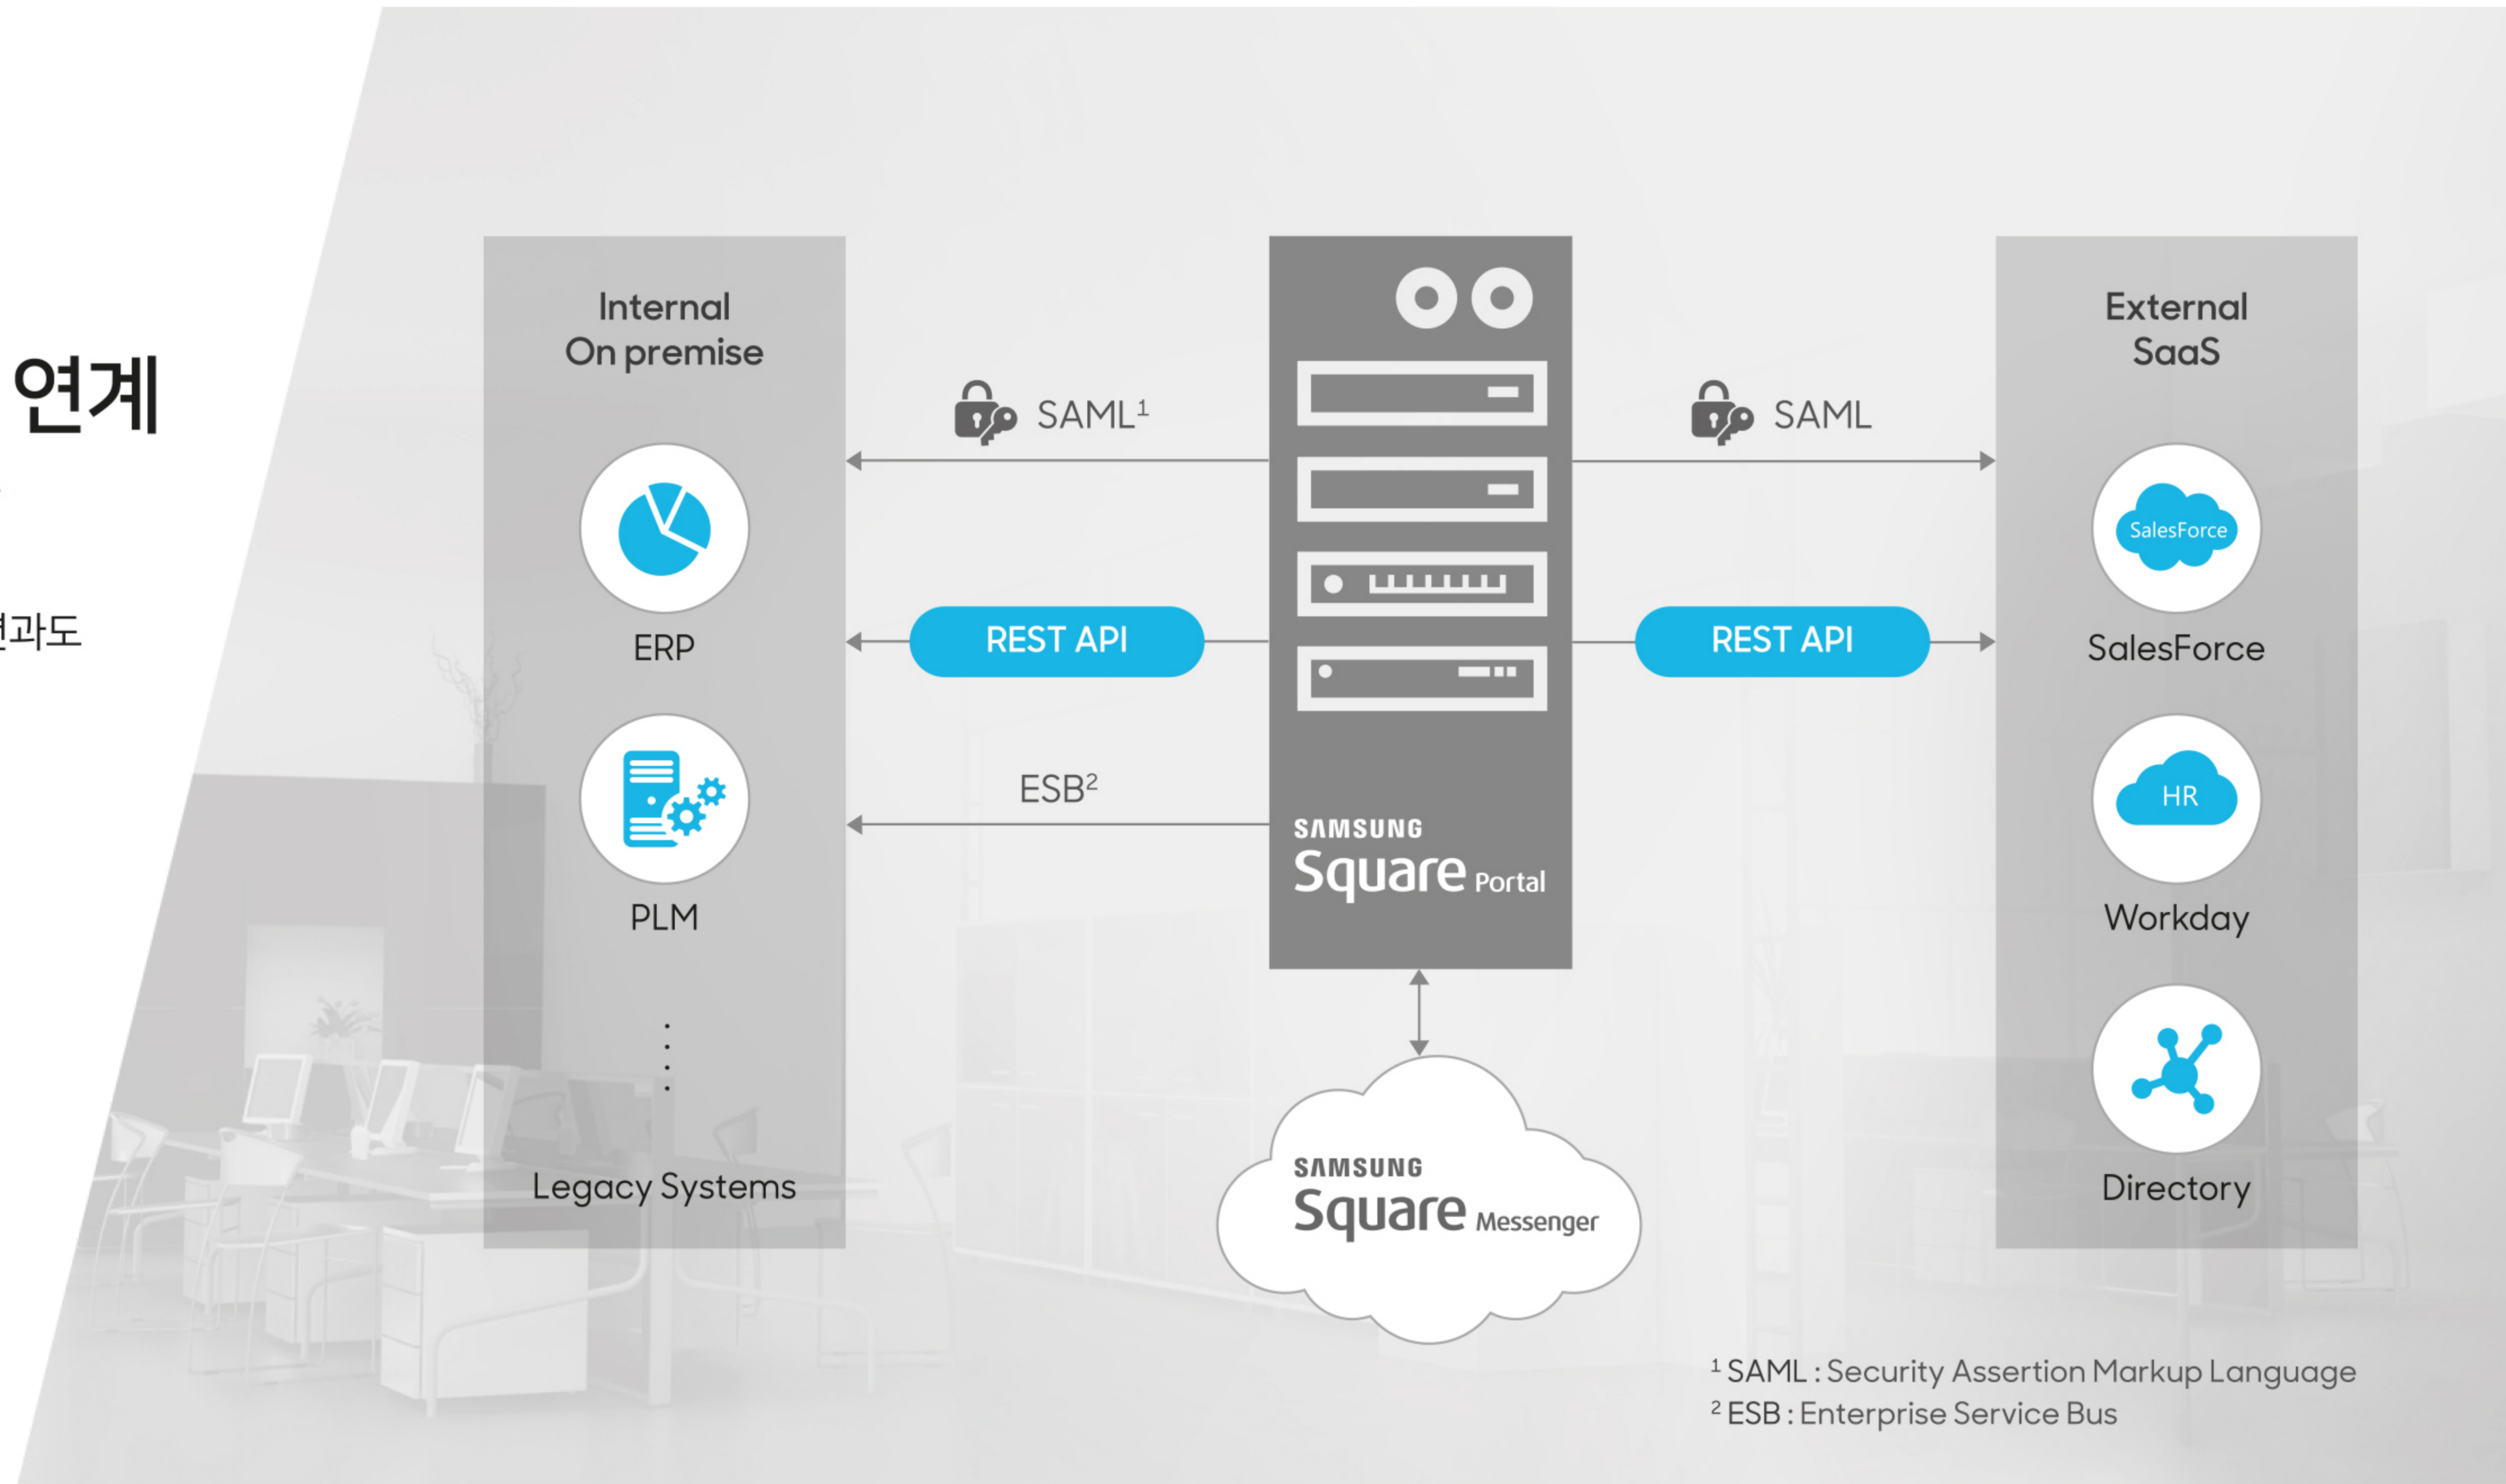 연계
과도
Internal
On premise
ERP
PLM
Legacy Systems
SAML¹
REST API
ESB²
SAMSUNG
Square Portal
SAMSUNG
Square Messenger
SAML
REST API
External
SaaS
SalesForce
SalesForce
HR
Workday
Directory
¹ SAML : Security Assertion Markup Language
² ESB : Enterprise Service Bus